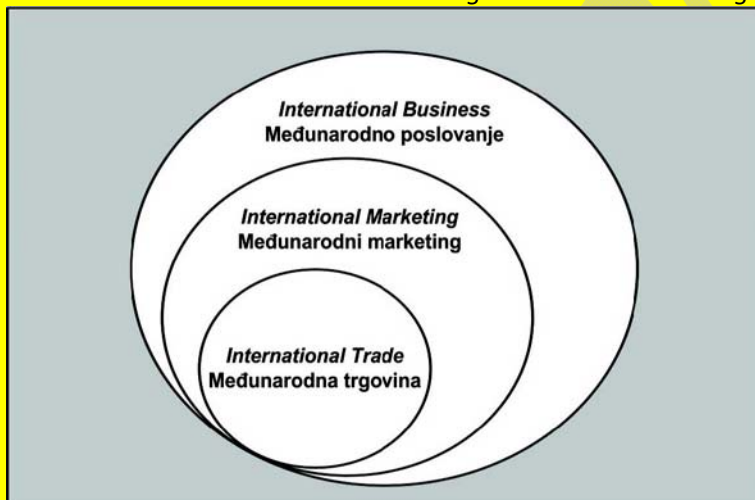 International Business
Međunarodno poslovanje
International Marketing
Međunarodni marketing
International Trade
Međunarodna trgovina